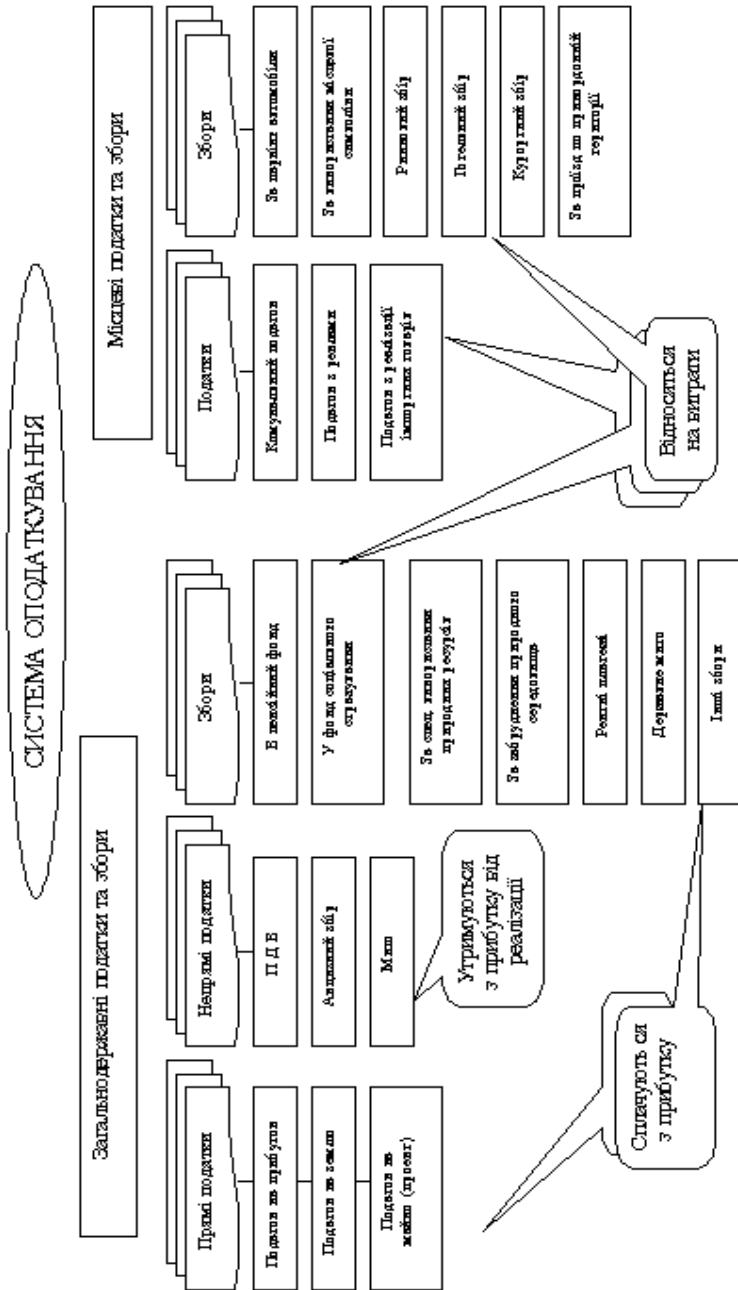 СИСТЕМА ОПОДАТКУВАННЯ
Загальнодержавні податки та збори
Місцеві податки та збори
Прямі податки
Податок на прибуток
Податок на землю
Податок на
майно (проект)
Непрямі податки
П Д В
Акцизний збір
Мито
Збори
В пенсійний фонд
У фонд соціального
страхування
За спец. використання
природних ресурсів
За забруднення природного
середовища
Рентні платежі
Державне мито
Інші збори
Податки
Комунальний податок
Податок з реклами
Податок з реалізації
імпортних товарів
Збори
За парківку автомобілів
За використання місцевої
символіки
Ринковий збір
Готельний збір
Курортний збір
За проїзд по прикордонній
території
Сплачують ся
з прибутку
Утримуються
з прибутку від
реалізації
Відноситься
на витрати